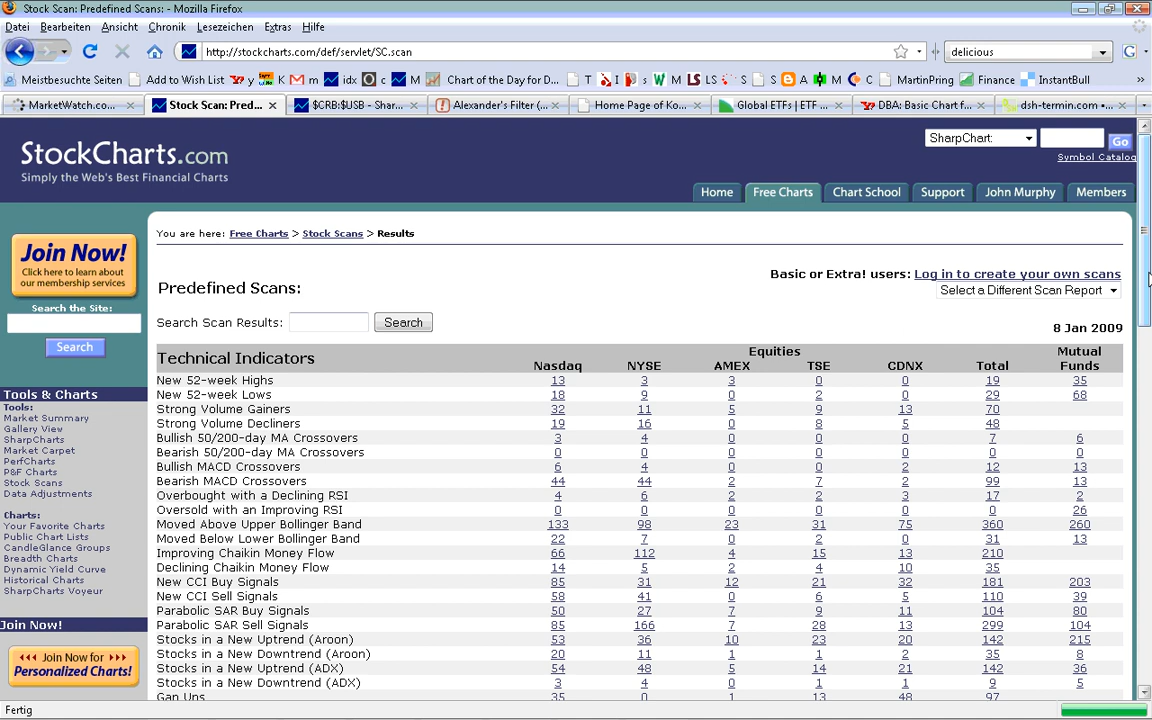 Stock Scan: Predefined Scans: - Mozilla Firefox
Datei Bearbeiten Ansicht Chronik Lesezeichen Extras Hilfe
http://stockcharts.com/def/servlet/SC.scan
delicious
Meistbesuchte Seiten Add to Wish List idx c M Chart of the Day for D... T I s W M LS S S A M C MartinPring Finance InstantBull »
MarketWatch.co... Stock Scan: Pred... $CRB:$USB - Shar... Alexander's Filter (... Home Page of Ko... Global ETFs | ETF ... DBA: Basic Chart f... dsh-termin.com •...
StockCharts.com
Simply the Web's Best Financial Charts
SharpChart: Go
Symbol Catalog
Home Free Charts Chart School Support John Murphy Members
Join Now!
Click here to learn about
our membership services
Search the Site:
Search
Tools & Charts
Tools:
Market Summary
Gallery View
SharpCharts
Market Carpet
PerfCharts
P&F Charts
Stock Scans
Data Adjustments
Charts:
Your Favorite Charts
Public Chart Lists
CandleGlance Groups
Breadth Charts
Dynamic Yield Curve
Historical Charts
SharpCharts Voyeur
Join Now!
Join Now for
Personalized Charts!
You are here: Free Charts > Stock Scans > Results
Basic or Extra! users: Log in to create your own scans
Predefined Scans:
Select a Different Scan Report
Search Scan Results: Search
8 Jan 2009
Equities Mutual
Technical Indicators Nasdaq NYSE AMEX TSE CDNX Total Funds
New 52-week Highs 13 3 3 0 0 19 35
New 52-week Lows 18 9 0 2 0 29 68
Strong Volume Gainers 32 11 5 9 13 70
Strong Volume Decliners 19 16 0 8 5 48
Bullish 50/200-day MA Crossovers 3 4 0 0 0 7 6
Bearish 50/200-day MA Crossovers 0 0 0 0 0 0 0
Bullish MACD Crossovers 6 4 0 0 2 12 13
Bearish MACD Crossovers 44 44 2 7 2 99 13
Overbought with a Declining RSI 4 6 2 2 3 17 2
Oversold with an Improving RSI 0 0 0 0 0 0 26
Moved Above Upper Bollinger Band 133 98 23 31 75 360 260
Moved Below Lower Bollinger Band 22 7 0 2 0 31 13
Improving Chaikin Money Flow 66 112 4 15 13 210
Declining Chaikin Money Flow 14 5 2 4 10 35
New CCI Buy Signals 85 31 12 21 32 181 203
New CCI Sell Signals 58 41 0 6 5 110 39
Parabolic SAR Buy Signals 50 27 7 9 11 104 80
Parabolic SAR Sell Signals 85 166 7 28 13 299 104
Stocks in a New Uptrend (Aroon) 53 36 10 23 20 142 215
Stocks in a New Downtrend (Aroon) 20 11 1 1 2 35 8
Stocks in a New Uptrend (ADX) 54 48 5 14 21 142 36
Stocks in a New Downtrend (ADX) 3 4 0 1 1 9 5
Gap Ups 35 0 1 13 48 97
Fertig